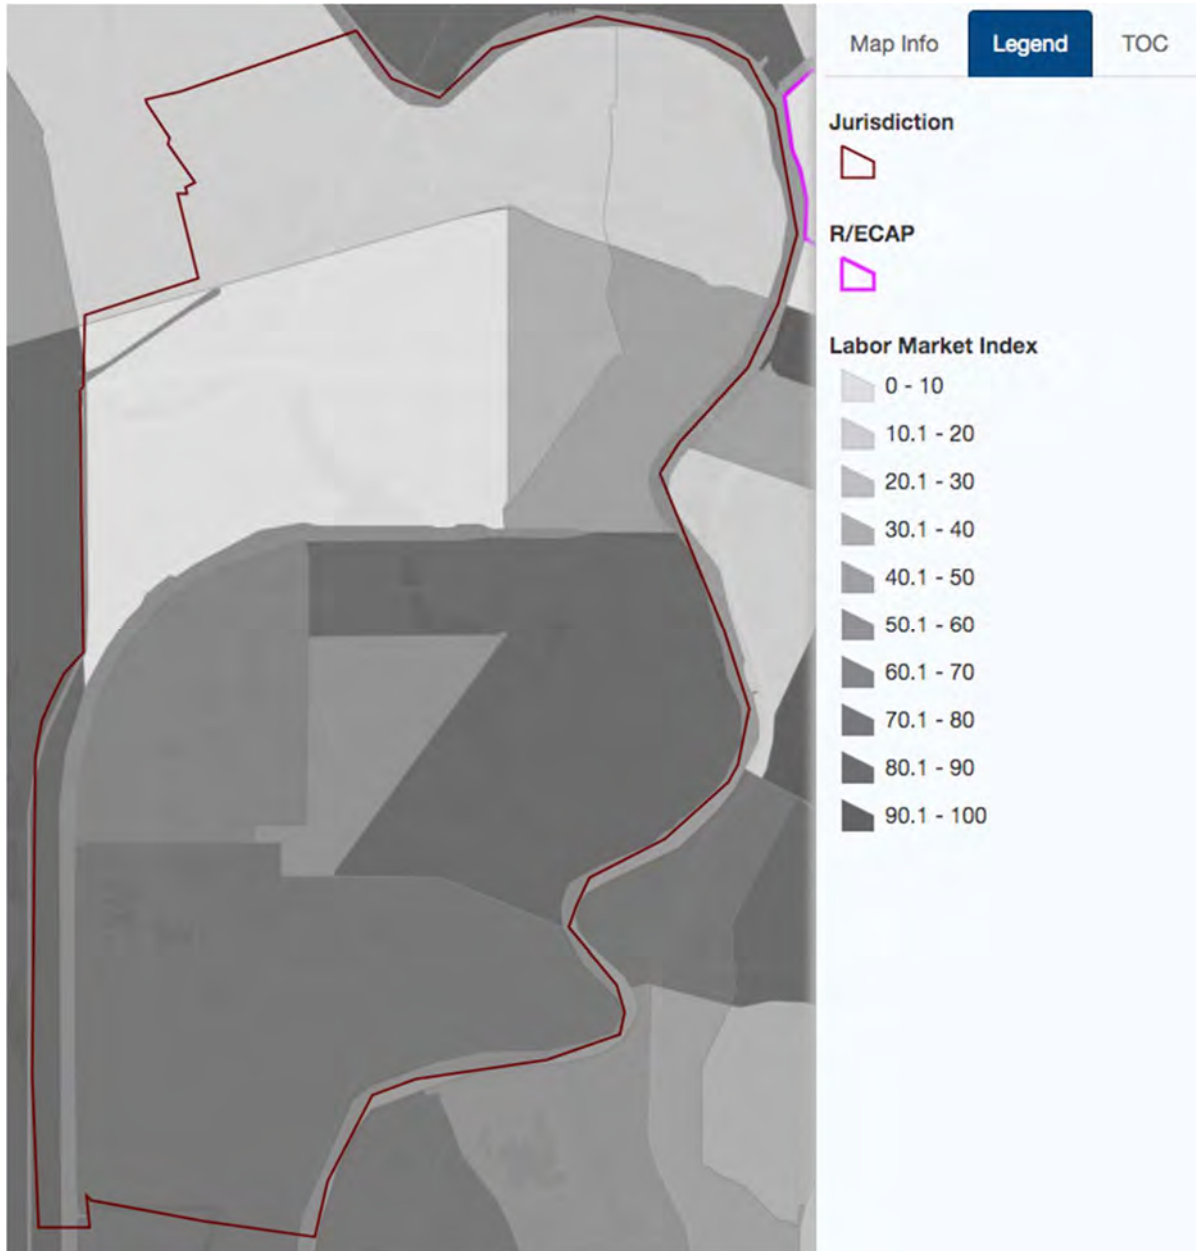 Map Info Legend TOC
Jurisdiction
R/ECAP
Labor Market Index
0 - 10
10.1 - 20
20.1 - 30
30.1 - 40
40.1 - 50
50.1 - 60
60.1 - 70
70.1 - 80
80.1 - 90
90.1 - 100